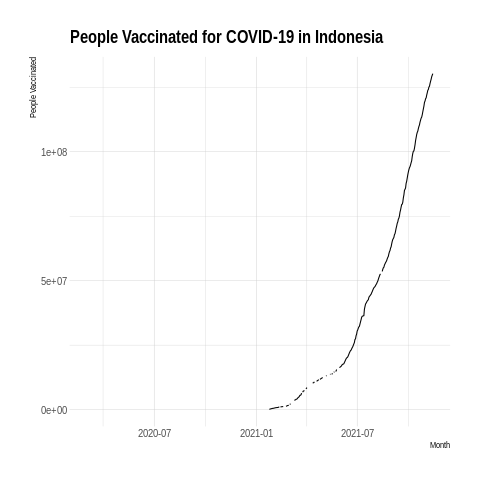 People Vaccinated for COVID-19 in Indonesia
People Vaccinated
1e+08
5e+07
0e+00
2020-07 2021-01 2021-07
Month